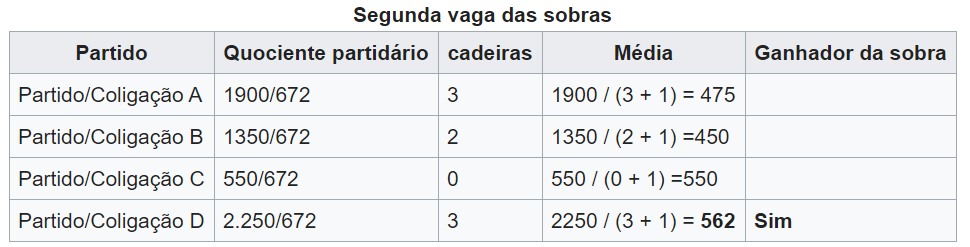 Segunda vaga das sobras
Partido Quociente partidário cadeiras Média Ganhador da sobra
Partido/Coligação A 1900/672 3 1900 / (3 + 1) = 475
Partido/Coligação B 1350/672 2 1350 / (2 + 1) =450
Partido/Coligação C 550/672 0 550 / (0 + 1) =550
Partido/Coligação D 2.250/672 3 2250 / (3 + 1) = 562 Sim